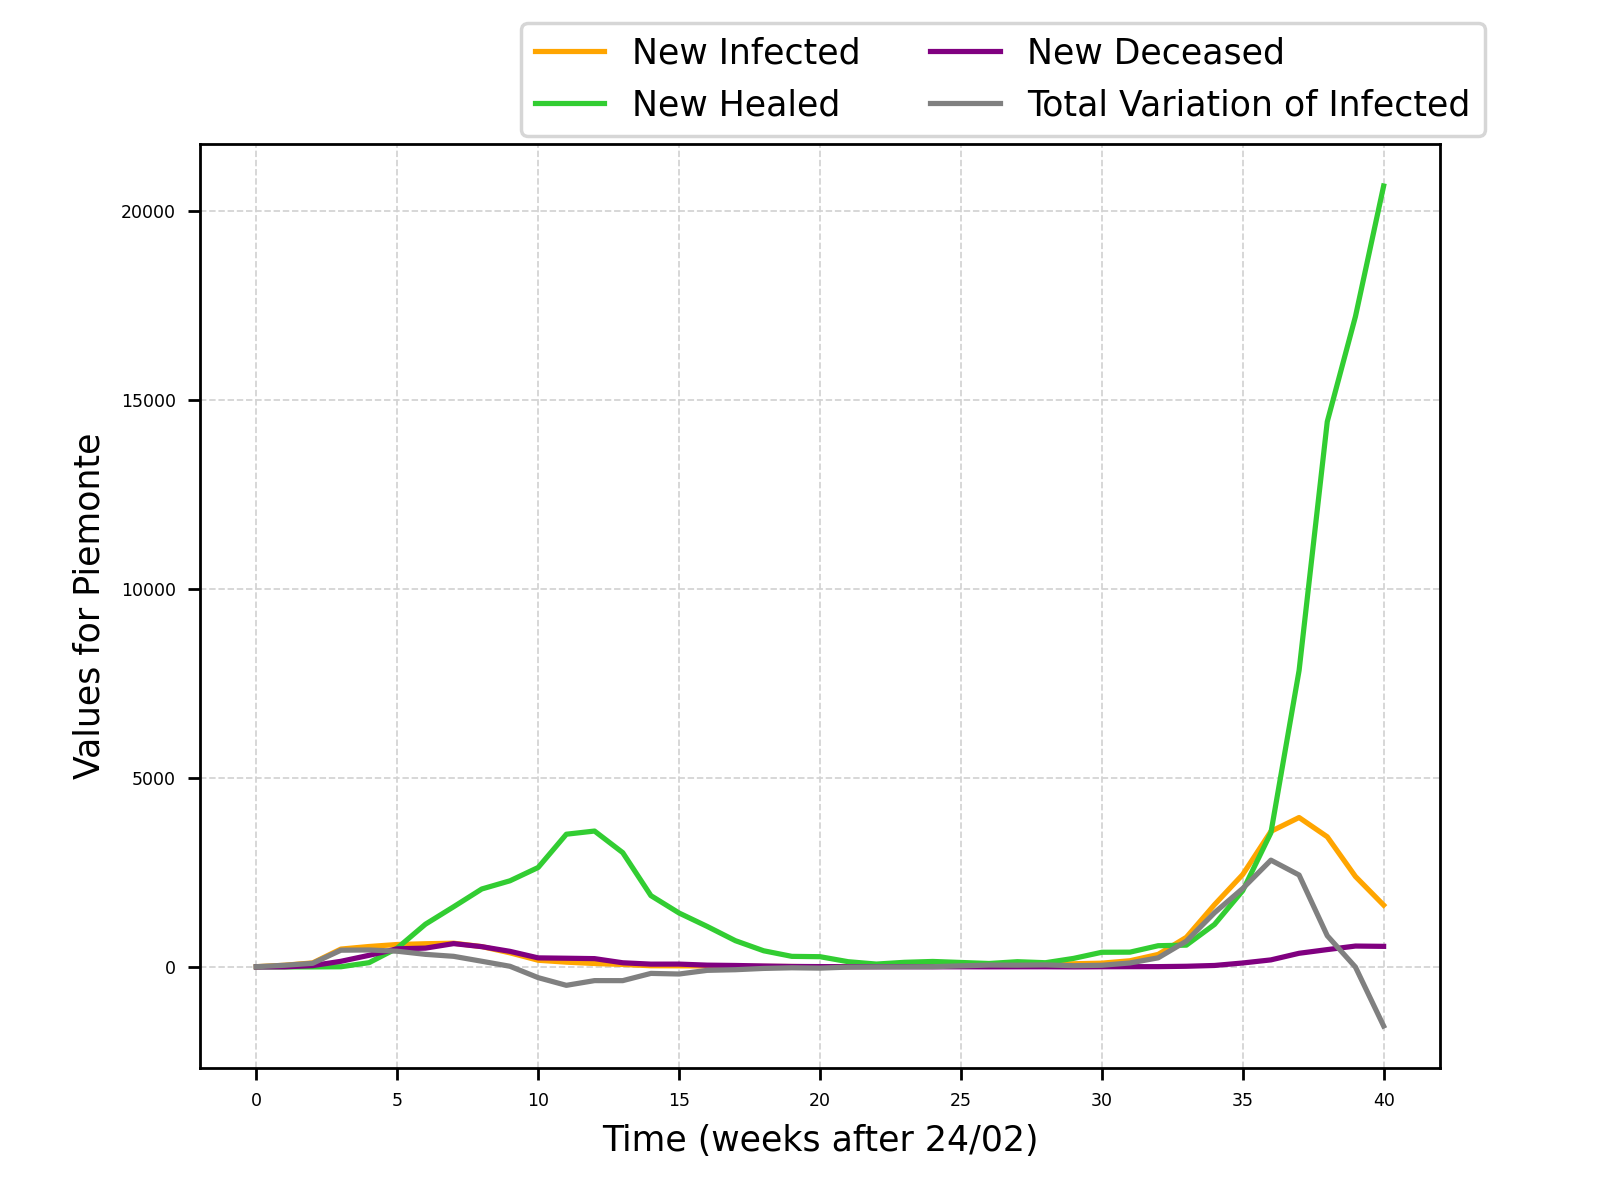 New Infected
New Healed
New Deceased
Total Variation of Infected
Values for Piemonte
20000
15000
10000
5000
0
0 5 10 15 20 25 30 35 40
Time (weeks after 24/02)